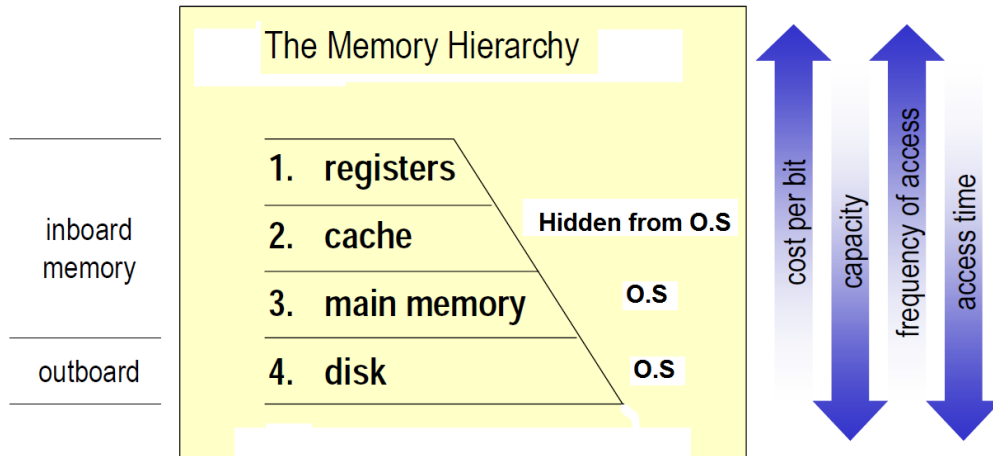 The Memory Hierarchy
inboard
memory
outboard
1. registers
2. cache
3. main memory
4. disk
Hidden from O.S
O.S
O.S
cost per bit
capacity
frequency of access
access time